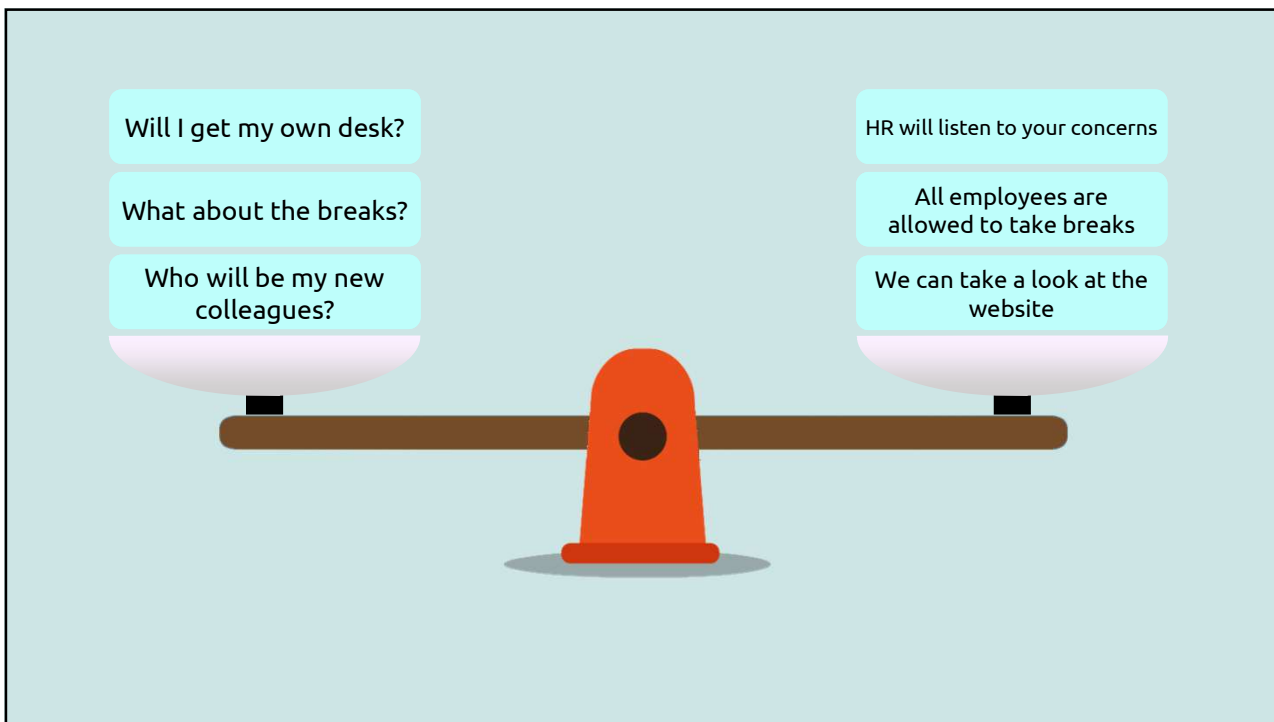 Will I get my own desk?
What about the breaks?
Who will be my new
colleagues?
HR will listen to your concerns
All employees are
allowed to take breaks
We can take a look at the
website